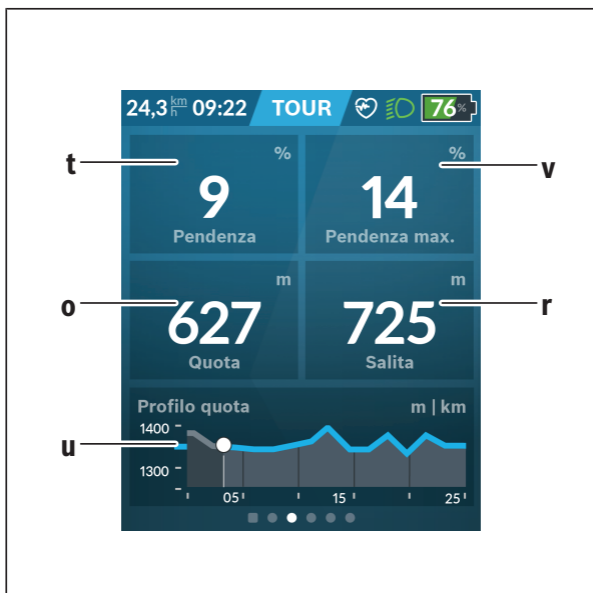 24,3 km/h 09:22 TOUR 76%
t % % v
9 14
Pendenza Pendenza max.
o m m r
627 725
Quota Salita
Profilo quota m | km
1400
u
1300
05 15 25